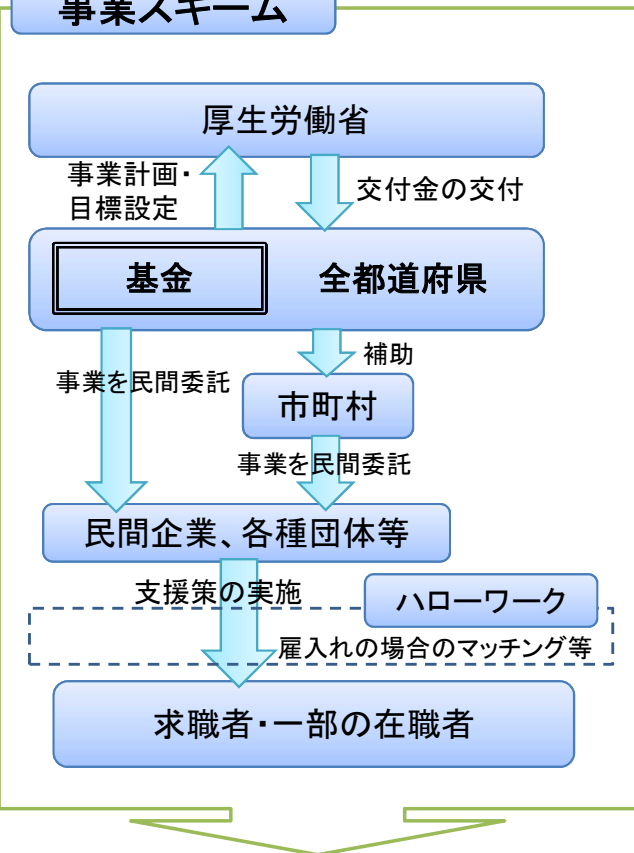 事業スキーム
厚生労働省
事業計画・
目標設定
交付金の交付
基金
全都道府県
補助
事業を民間委託
市町村
事業を民間委託
民間企業、各種団体等
支援策の実施
ハローワーク
雇入れの場合のマッチング等
求職者・一部の在職者